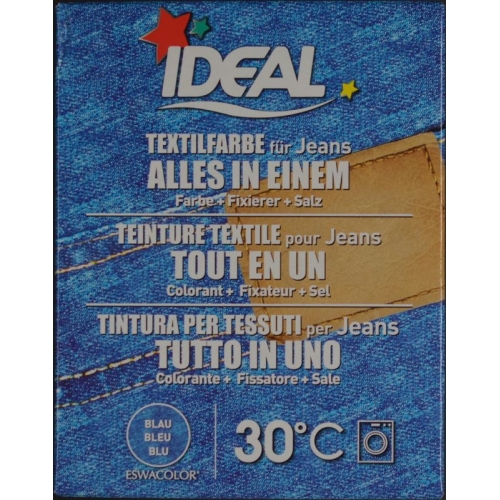 IDEAL
TEXTILFARBE für Jeans
ALLES IN EINEM
Farbe + Fixierer + Salz
TEINTURE TEXTILE pour Jeans
TOUT EN UN
Colorant + Fixateur + Sel
TINTURA PER TESSUTI per Jeans
TUTTO IN UNO
Colorante + Fissatore + Sale
BLAU
BLEU
BLU
ESWACOLOR®
30°C